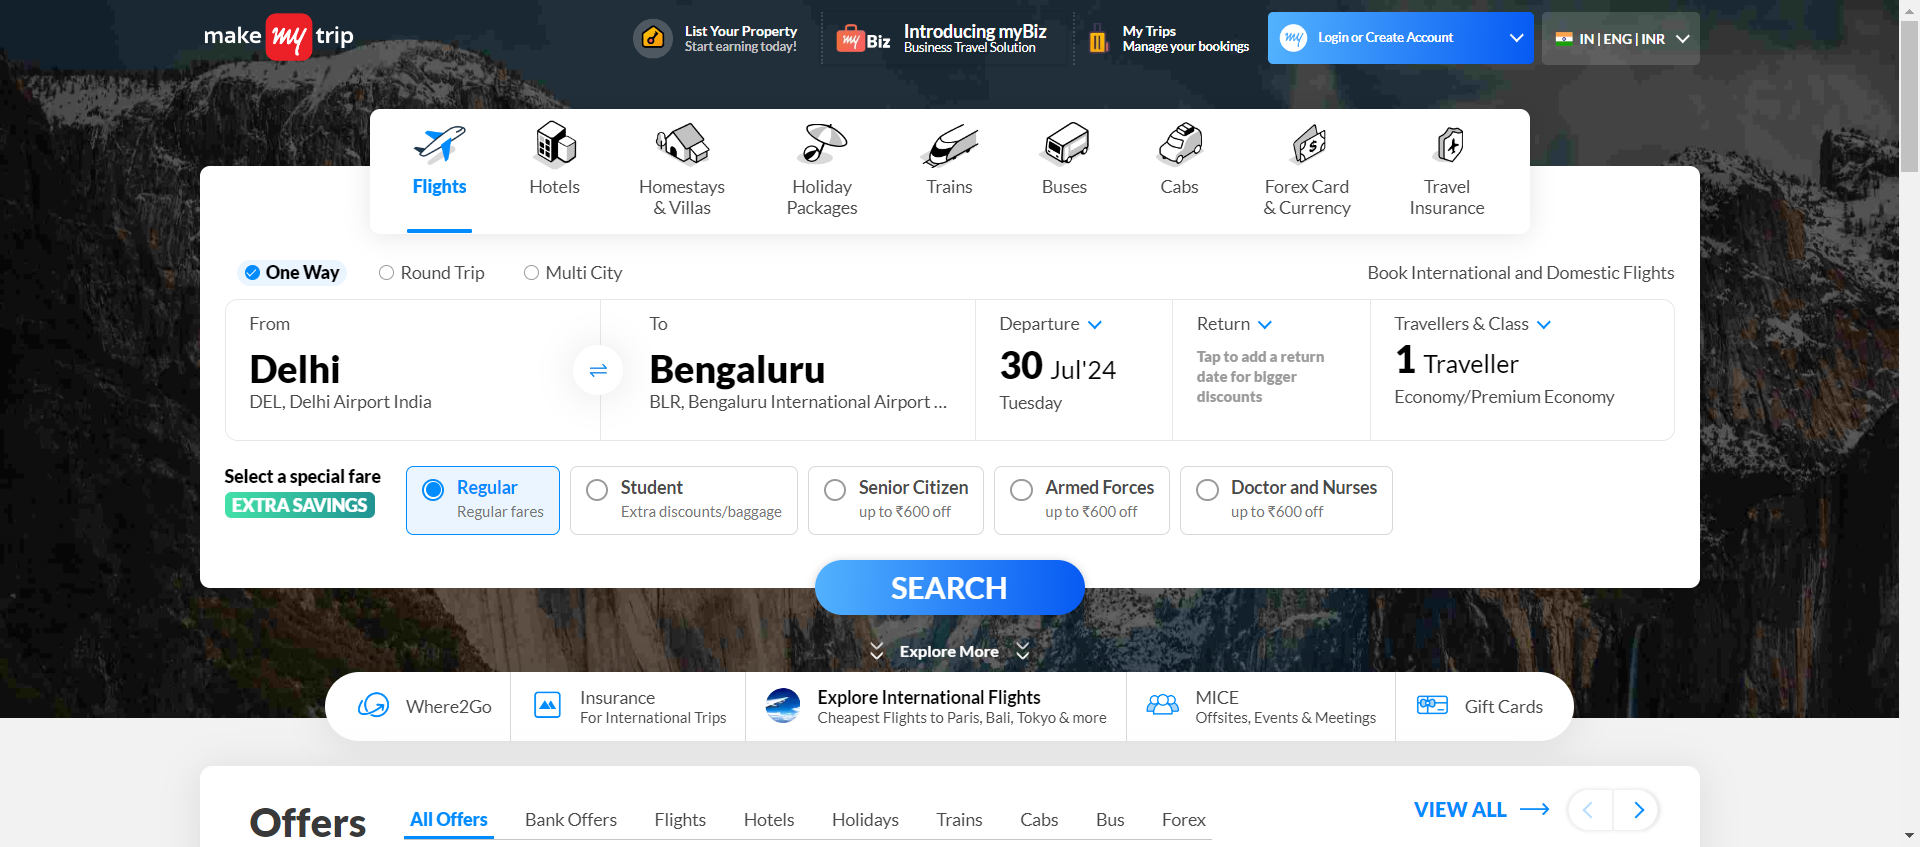 make my trip
List Your Property
Start earning today!
my Biz
Introducing myBiz
Business Travel Solution
My Trips
Manage your bookings
my Login or Create Account
IN | ENG | INR
Flights
Hotels
Homestays
& Villas
Holiday
Packages
Trains
Buses
Cabs
Forex Card
& Currency
Travel
Insurance
One Way
Round Trip
Multi City
Book International and Domestic Flights
From
Delhi
DEL, Delhi Airport India
To
Bengaluru
BLR, Bengaluru International Airport ...
Departure
30 Jul'24
Tuesday
Return
Tap to add a return
date for bigger
discounts
Travellers & Class
1 Traveller
Economy/Premium Economy
Select a special fare
EXTRA SAVINGS
Regular
Regular fares
Student
Extra discounts/baggage
Senior Citizen
up to ₹600 off
Armed Forces
up to ₹600 off
Doctor and Nurses
up to ₹600 off
SEARCH
Explore More
Where2Go
Insurance
For International Trips
Explore International Flights
Cheapest Flights to Paris, Bali, Tokyo & more
MICE
Offsites, Events & Meetings
Gift Cards
Offers
All Offers
Bank Offers
Flights
Hotels
Holidays
Trains
Cabs
Bus
Forex
VIEW ALL